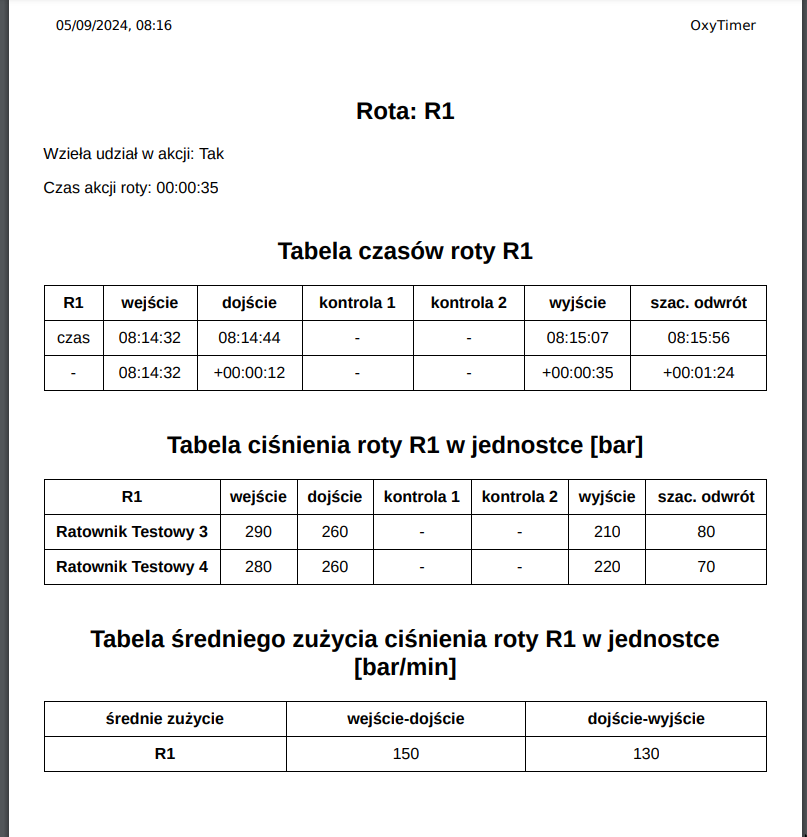 05/09/2024, 08:16 OxyTimer
Rota: R1
Wzieła udział w akcji: Tak
Czas akcji roty: 00:00:35
Tabela czasów roty R1
R1 wejście dojście kontrola 1 kontrola 2 wyjście szac. odwrót
czas 08:14:32 08:14:44 - - 08:15:07 08:15:56
- 08:14:32 +00:00:12 - - +00:00:35 +00:01:24
Tabela ciśnienia roty R1 w jednostce [bar]
R1 wejście dojście kontrola 1 kontrola 2 wyjście szac. odwrót
Ratownik Testowy 3 290 260 - - 210 80
Ratownik Testowy 4 280 260 - - 220 70
Tabela średniego zużycia ciśnienia roty R1 w jednostce
[bar/min]
średnie zużycie wejście-dojście dojście-wyjście
R1 150 130